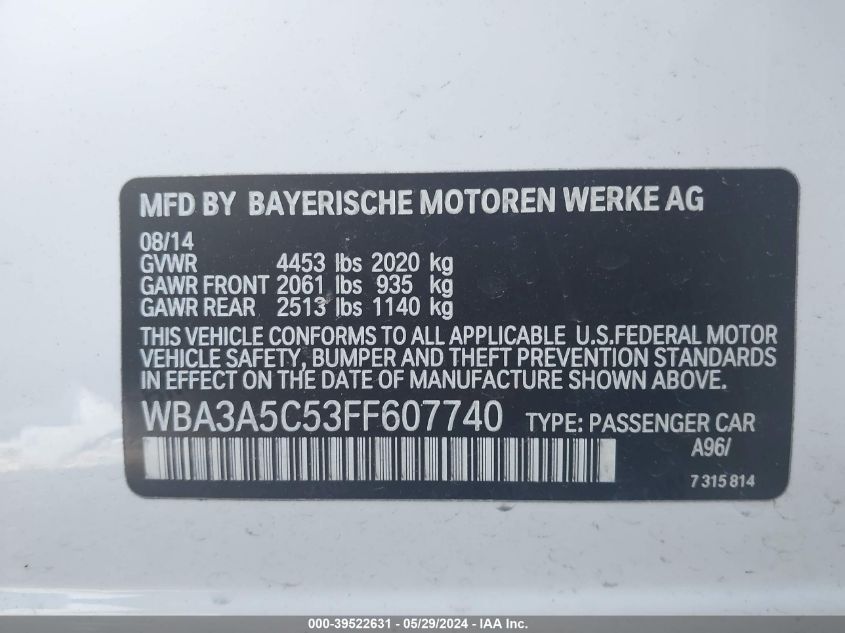 MFD BY BAYERISCHE MOTOREN WERKE AG
08/14
GVWR 4453 lbs 2020 kg
GAWR FRONT 2061 lbs 935 kg
GAWR REAR 2513 lbs 1140 kg
THIS VEHICLE CONFORMS TO ALL APPLICABLE U.S.FEDERAL MOTOR
VEHICLE SAFETY, BUMPER AND THEFT PREVENTION STANDARDS
IN EFFECT ON THE DATE OF MANUFACTURE SHOWN ABOVE.
WBA3A5C53FF607740 TYPE: PASSENGER CAR
A96/
7 315 814
000-39522631 - 05/29/2024 - IAA Inc.